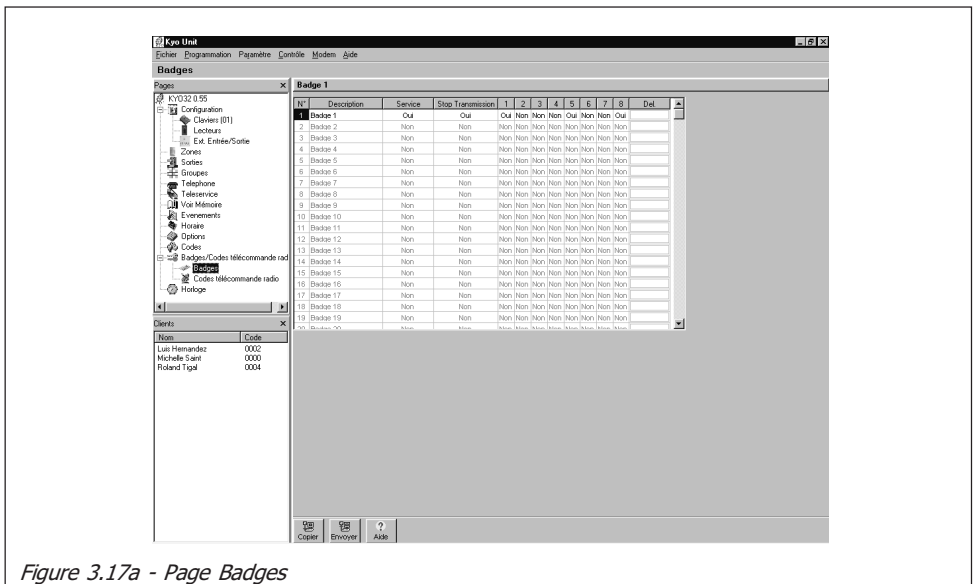 Kyo Unit
Fichier Programmation Paramètre Contrôle Modem Aide
Badges
Pages
KYO32 0.55
Configuration
Claviers (01)
Lecteurs
Ext. Entrée/Sortie
Zones
Sorties
Groupes
Telephone
Teleservice
Voir Mémoire
Evenements
Horaire
Options
Codes
Badges/Codes télécommande rad
Badges
Codes télécommande radio
Horloge
Clients
Nom Code
Luis Hernandez 0002
Michelle Saint 0000
Roland Tigal 0004
Badge 1
N° Description Service Stop Transmission 1 2 3 4 5 6 7 8 Del.
1 Badge 1 Oui Oui Oui Non Non Non Oui Non Non Oui
2 Badge 2 Non Non Non Non Non Non Non Non Non Non
3 Badge 3 Non Non Non Non Non Non Non Non Non Non
4 Badge 4 Non Non Non Non Non Non Non Non Non Non
5 Badge 5 Non Non Non Non Non Non Non Non Non Non
6 Badge 6 Non Non Non Non Non Non Non Non Non Non
7 Badge 7 Non Non Non Non Non Non Non Non Non Non
8 Badge 8 Non Non Non Non Non Non Non Non Non Non
9 Badge 9 Non Non Non Non Non Non Non Non Non Non
10 Badge 10 Non Non Non Non Non Non Non Non Non Non
11 Badge 11 Non Non Non Non Non Non Non Non Non Non
12 Badge 12 Non Non Non Non Non Non Non Non Non Non
13 Badge 13 Non Non Non Non Non Non Non Non Non Non
14 Badge 14 Non Non Non Non Non Non Non Non Non Non
15 Badge 15 Non Non Non Non Non Non Non Non Non Non
16 Badge 16 Non Non Non Non Non Non Non Non Non Non
17 Badge 17 Non Non Non Non Non Non Non Non Non Non
18 Badge 18 Non Non Non Non Non Non Non Non Non Non
19 Badge 19 Non Non Non Non Non Non Non Non Non Non
20 Badge 20 Non Non Non Non Non Non Non Non Non Non
Copier Envoyer Aide
Figure 3.17a - Page Badges